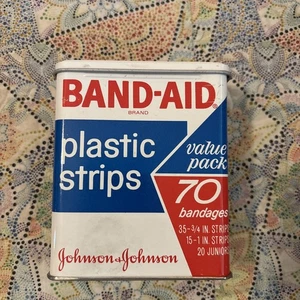 BAND-AID®
BRAND
plastic
strips
value
pack
70
bandages
35-3/4 IN. STRIPS
15-1 IN. STRIPS
20 JUNIOR
Johnson & Johnson